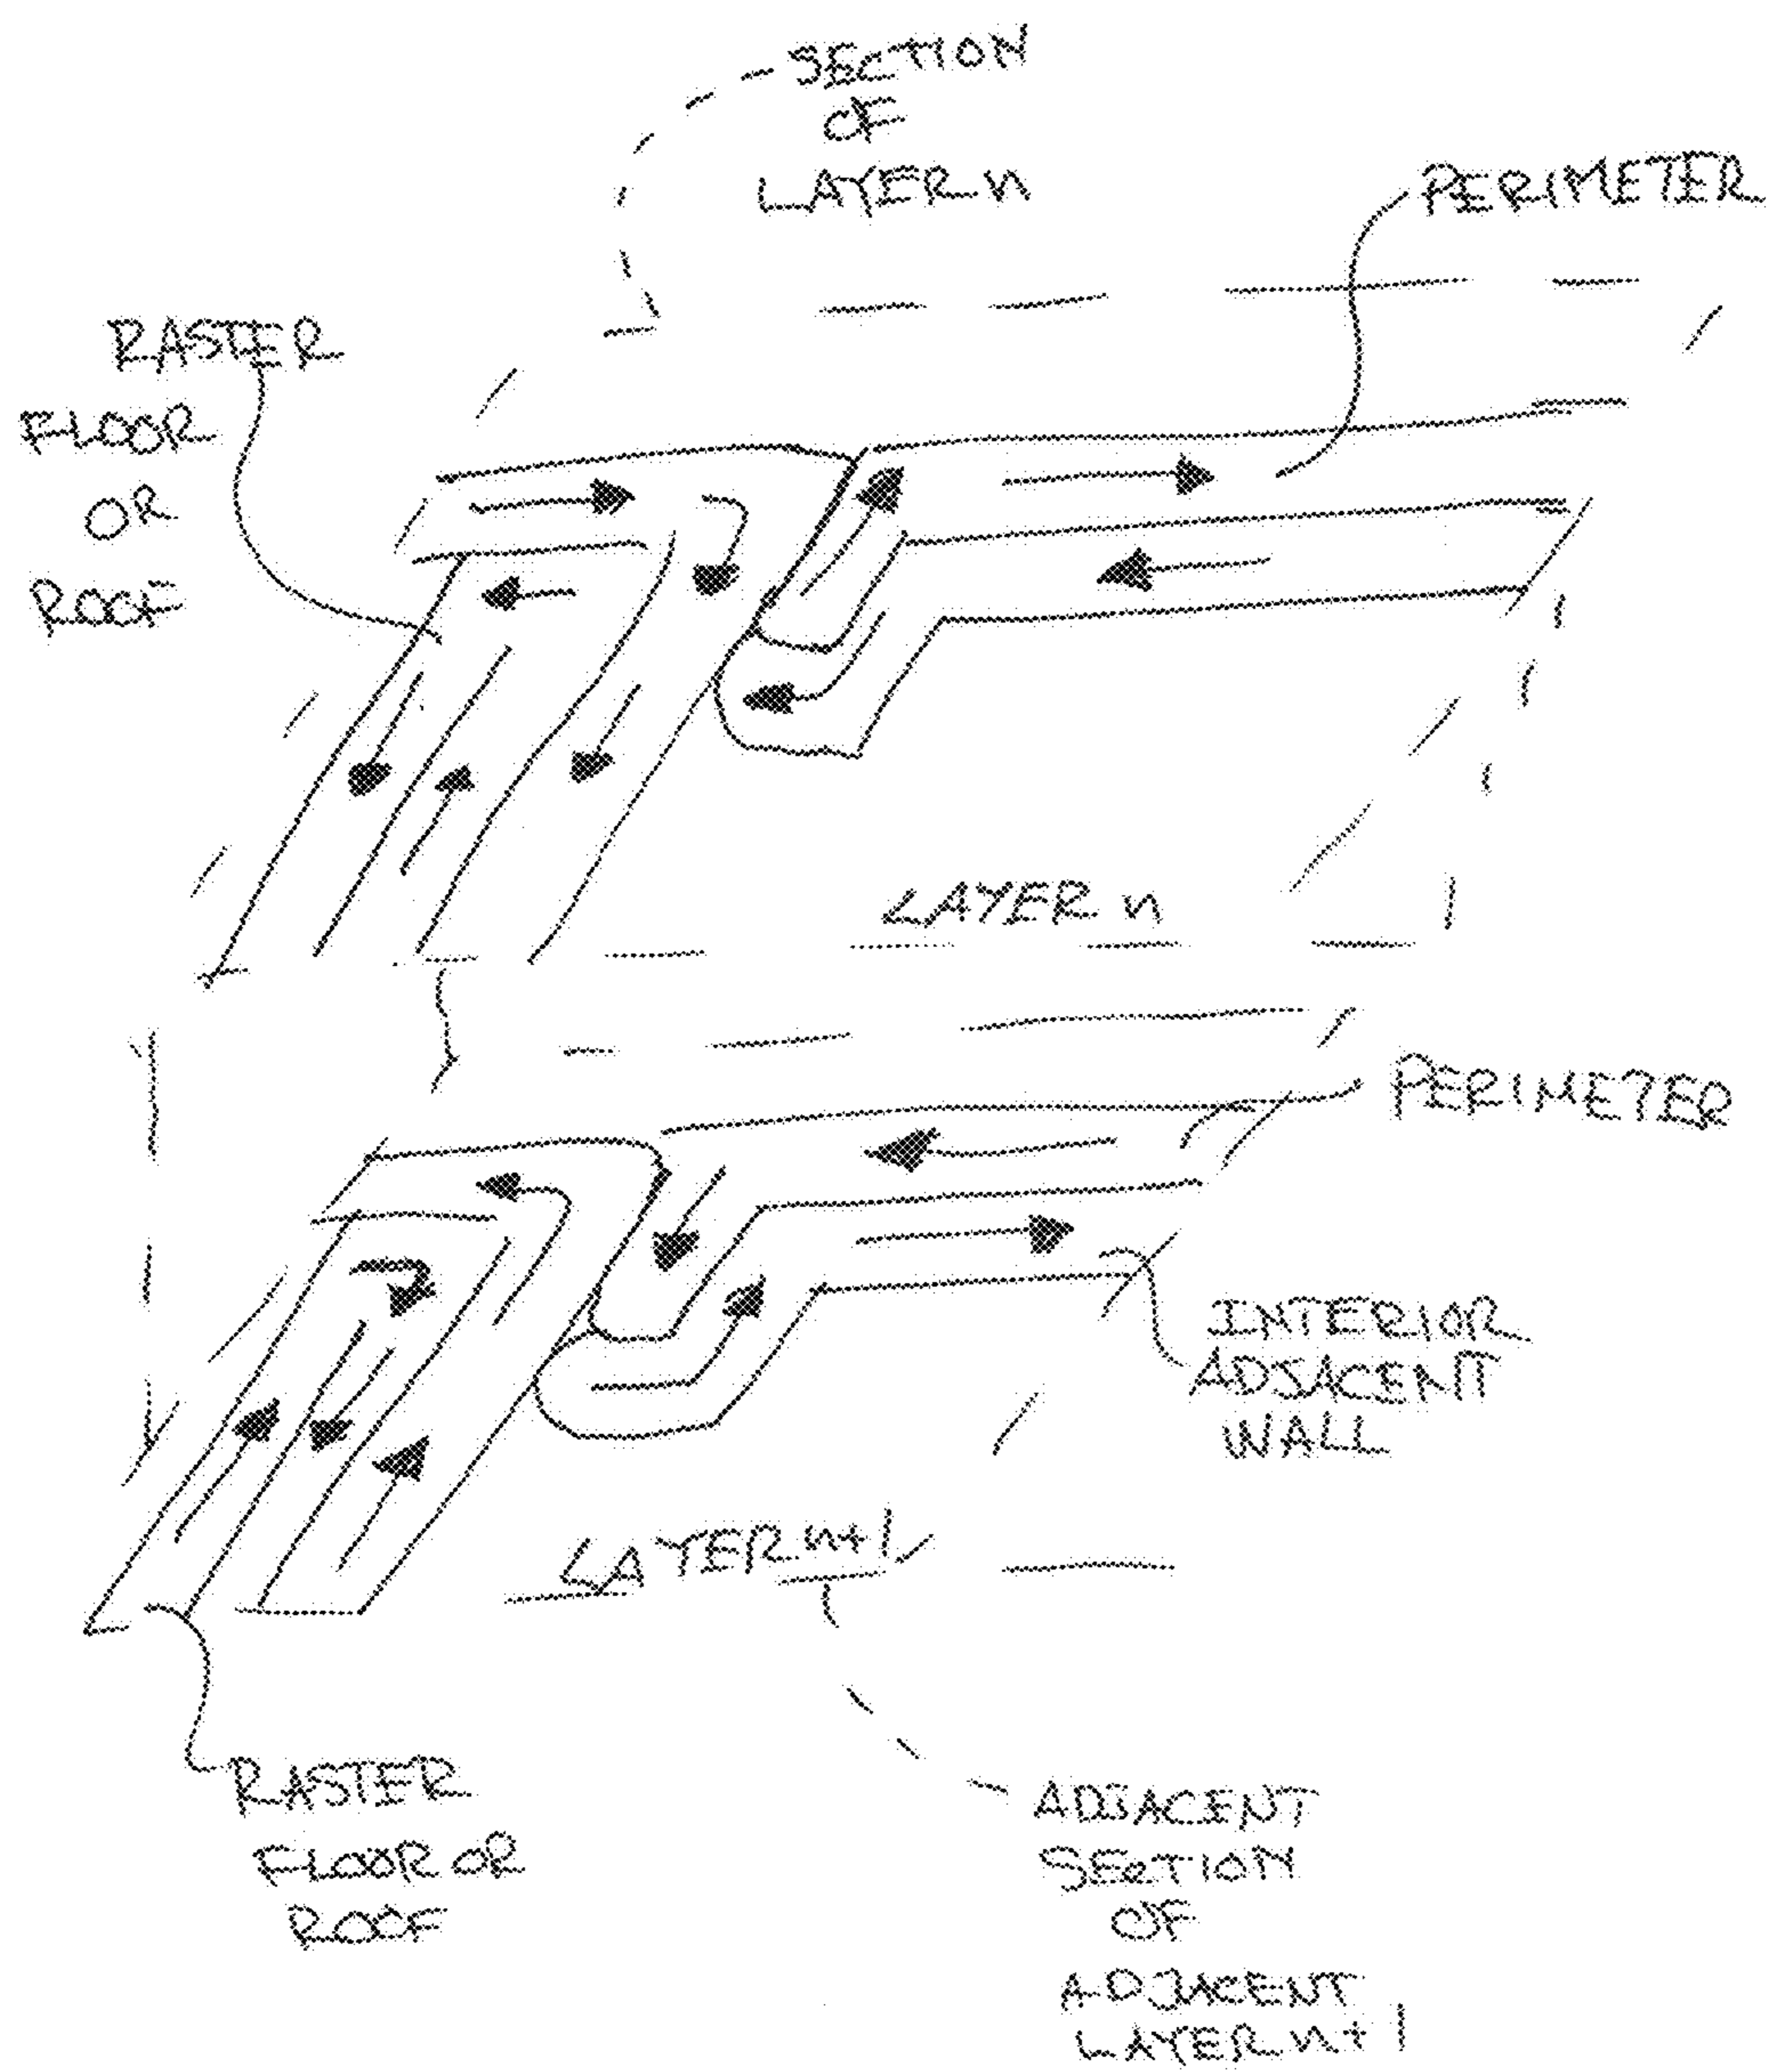 SECTION
OF
LAYER n
PERIMETER
RASTER
FLOOR
OR
ROOF
LAYER n
PERIMETER
INTERIOR
ADJACENT
WALL
LAYER n+1
RASTER
FLOOR OR
ROOF
ADJACENT
SECTION
OF
ADJACENT
LAYER n+1